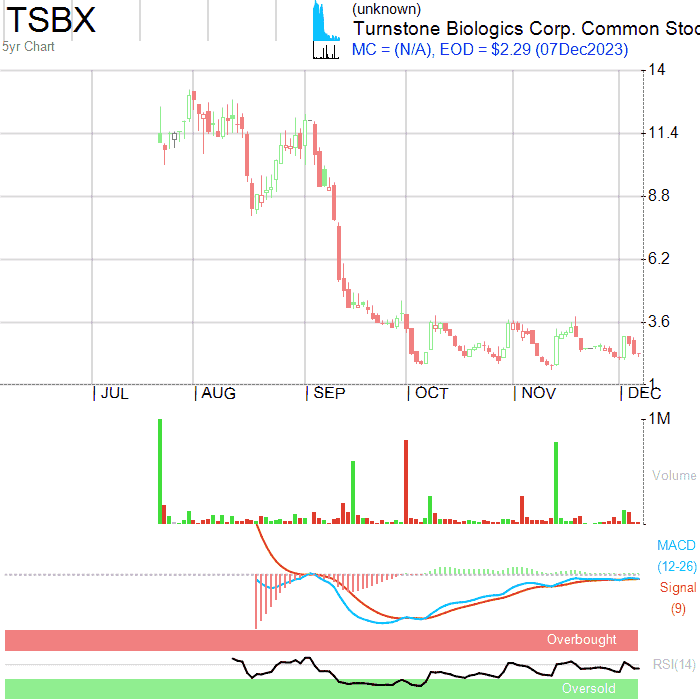 TSBX
5yr Chart
(unknown)
Turnstone Biologics Corp. Common Stoc
MC = (N/A), EOD = $2.29 (07Dec2023)
14
11.4
8.8
6.2
3.6
1
JUL AUG SEP OCT NOV DEC
1M
Volume
MACD
(12-26)
Signal
(9)
Overbought
RSI(14)
Oversold